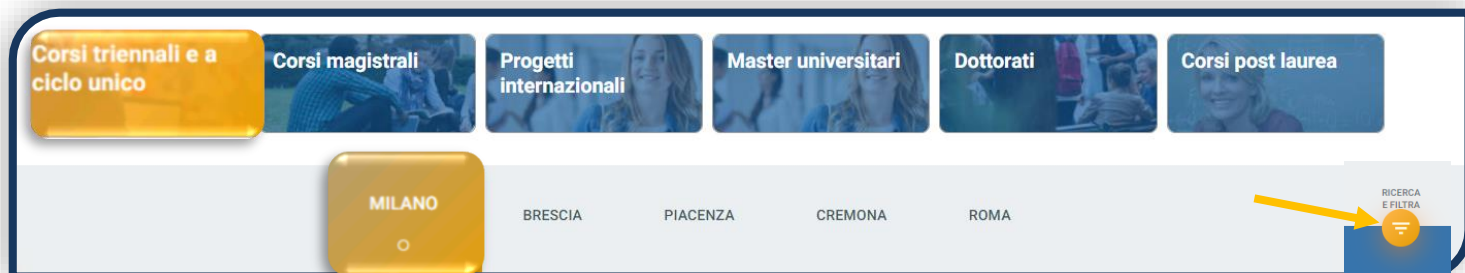 Corsi triennali e a
ciclo unico
Corsi magistrali
Progetti
internazionali
Master universitari
Dottorati
Corsi post laurea
MILANO
BRESCIA
PIACENZA
CREMONA
ROMA
RICERCA
E FILTRA